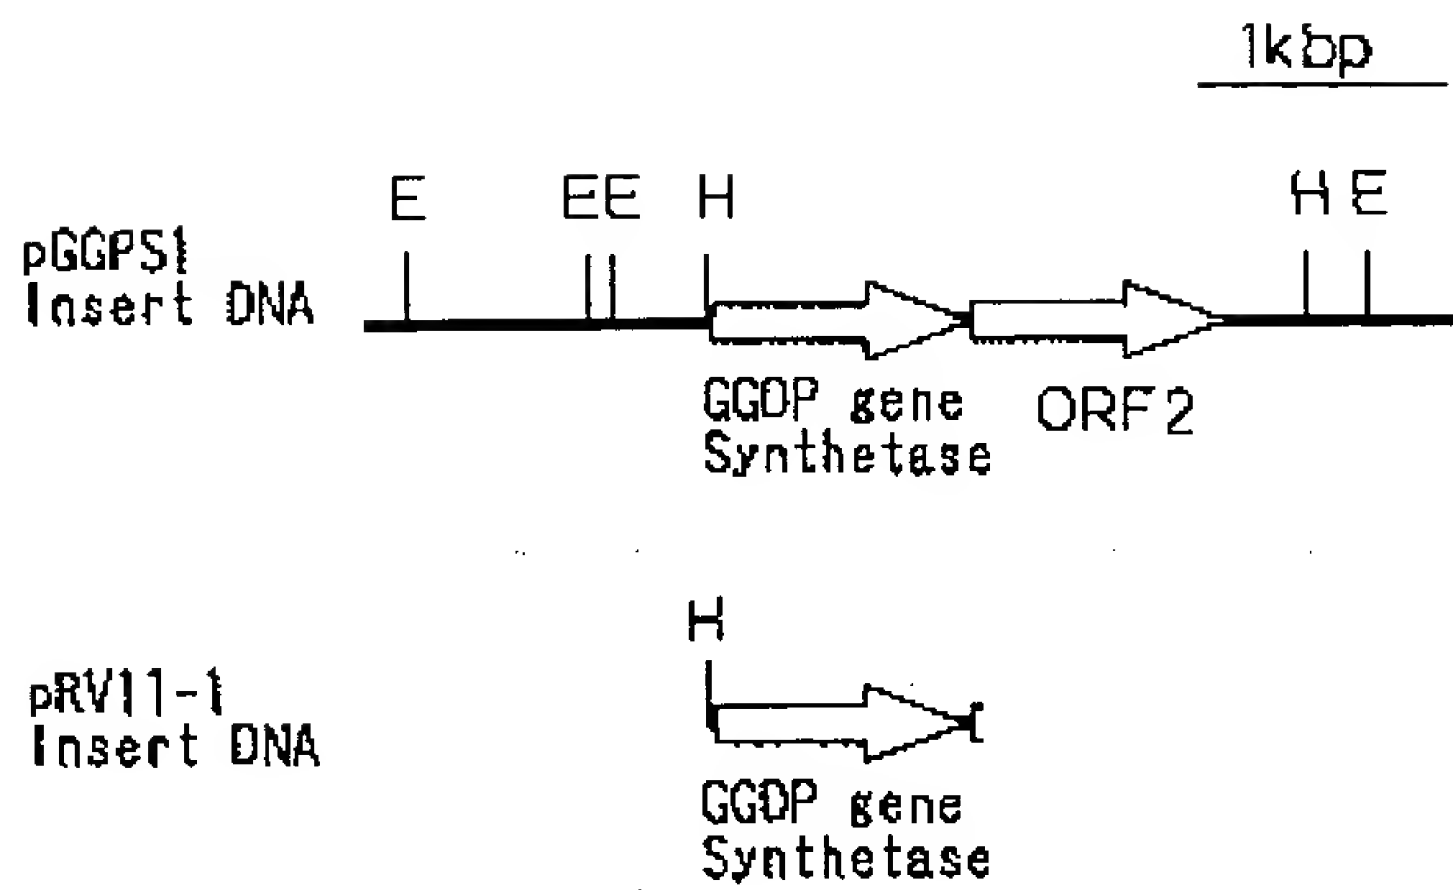 1kbp
E EE H H E
pGGPS1
Insert DNA
GGDP gene
Synthetase
ORF2
H
pRV11-1
Insert DNA
GGDP gene
Synthetase